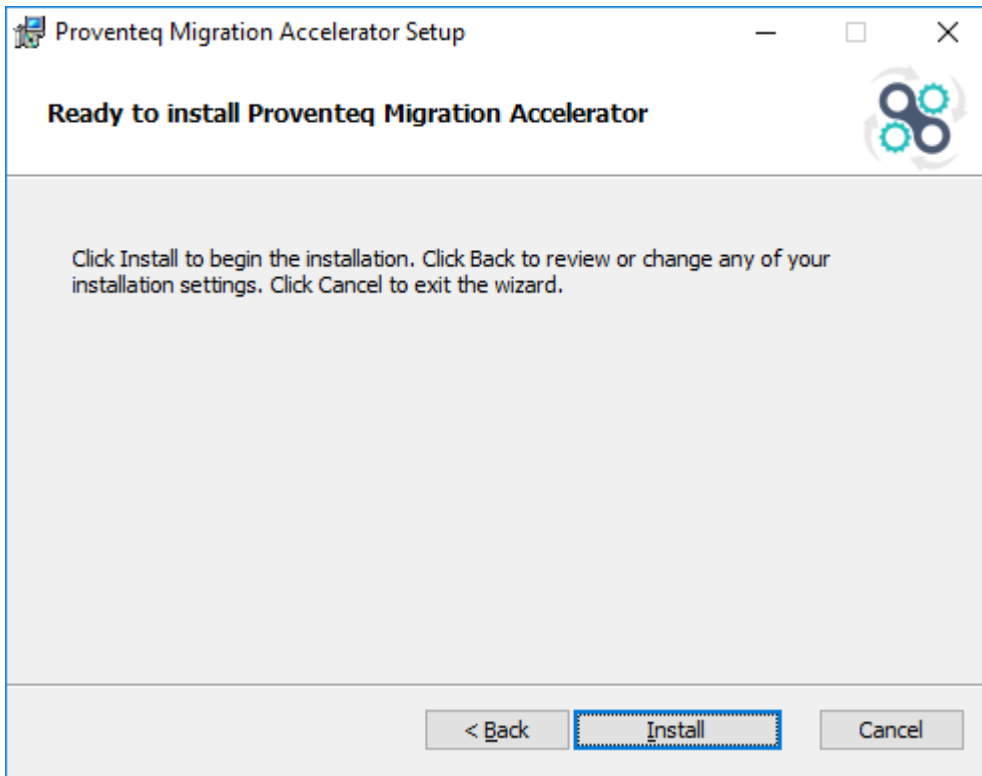 Proventeq Migration Accelerator Setup
Ready to install Proventeq Migration Accelerator
Click Install to begin the installation. Click Back to review or change any of your
installation settings. Click Cancel to exit the wizard.
< Back Install Cancel